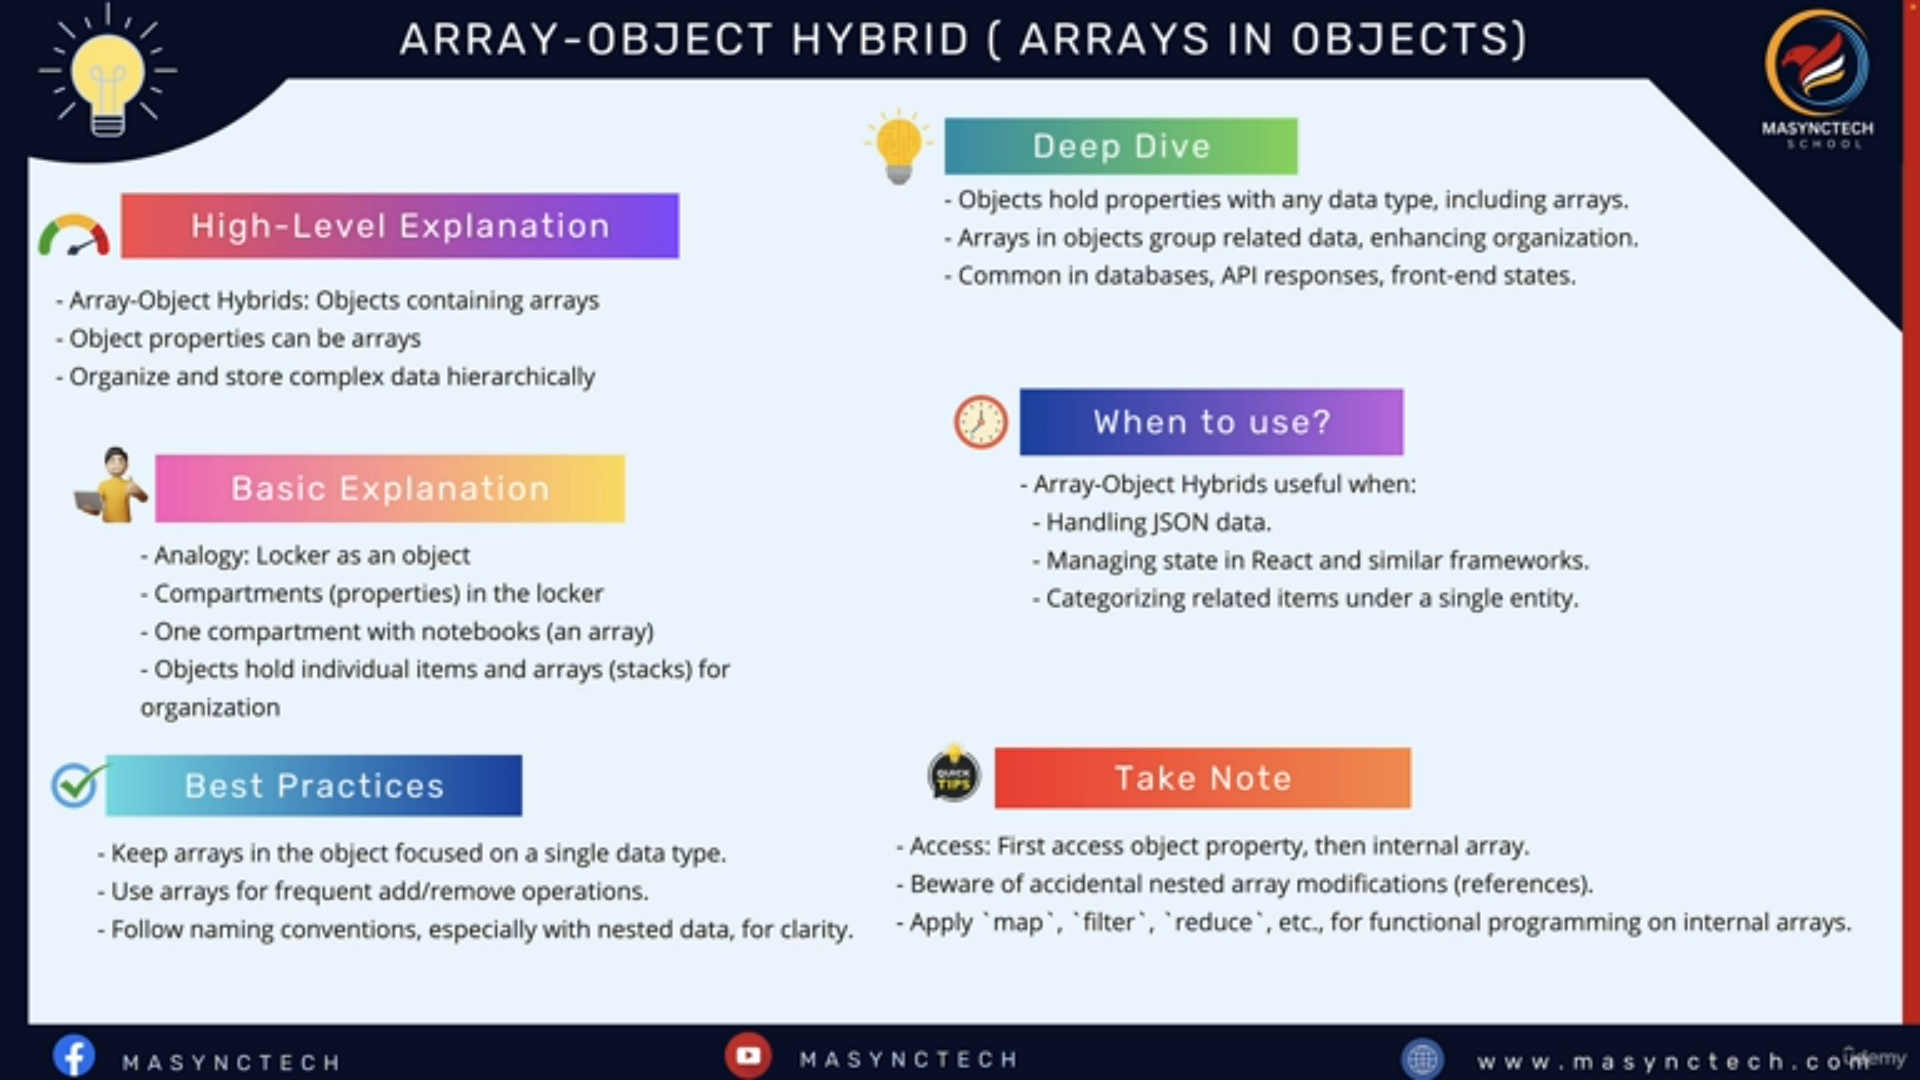 ARRAY-OBJECT HYBRID ( ARRAYS IN OBJECTS)
MASYNCTECH
SCHOOL
High-Level Explanation
- Array-Object Hybrids: Objects containing arrays
- Object properties can be arrays
- Organize and store complex data hierarchically
Basic Explanation
- Analogy: Locker as an object
- Compartments (properties) in the locker
- One compartment with notebooks (an array)
- Objects hold individual items and arrays (stacks) for
organization
Best Practices
- Keep arrays in the object focused on a single data type.
- Use arrays for frequent add/remove operations.
- Follow naming conventions, especially with nested data, for clarity.
Deep Dive
- Objects hold properties with any data type, including arrays.
- Arrays in objects group related data, enhancing organization.
- Common in databases, API responses, front-end states.
When to use?
- Array-Object Hybrids useful when:
- Handling JSON data.
- Managing state in React and similar frameworks.
- Categorizing related items under a single entity.
QUICK
TIPS
Take Note
- Access: First access object property, then internal array.
- Beware of accidental nested array modifications (references).
- Apply `map`, `filter`, `reduce`, etc., for functional programming on internal arrays.
MASYNCTECH
MASYNCTECH
www.masynctech.com
ûdemy